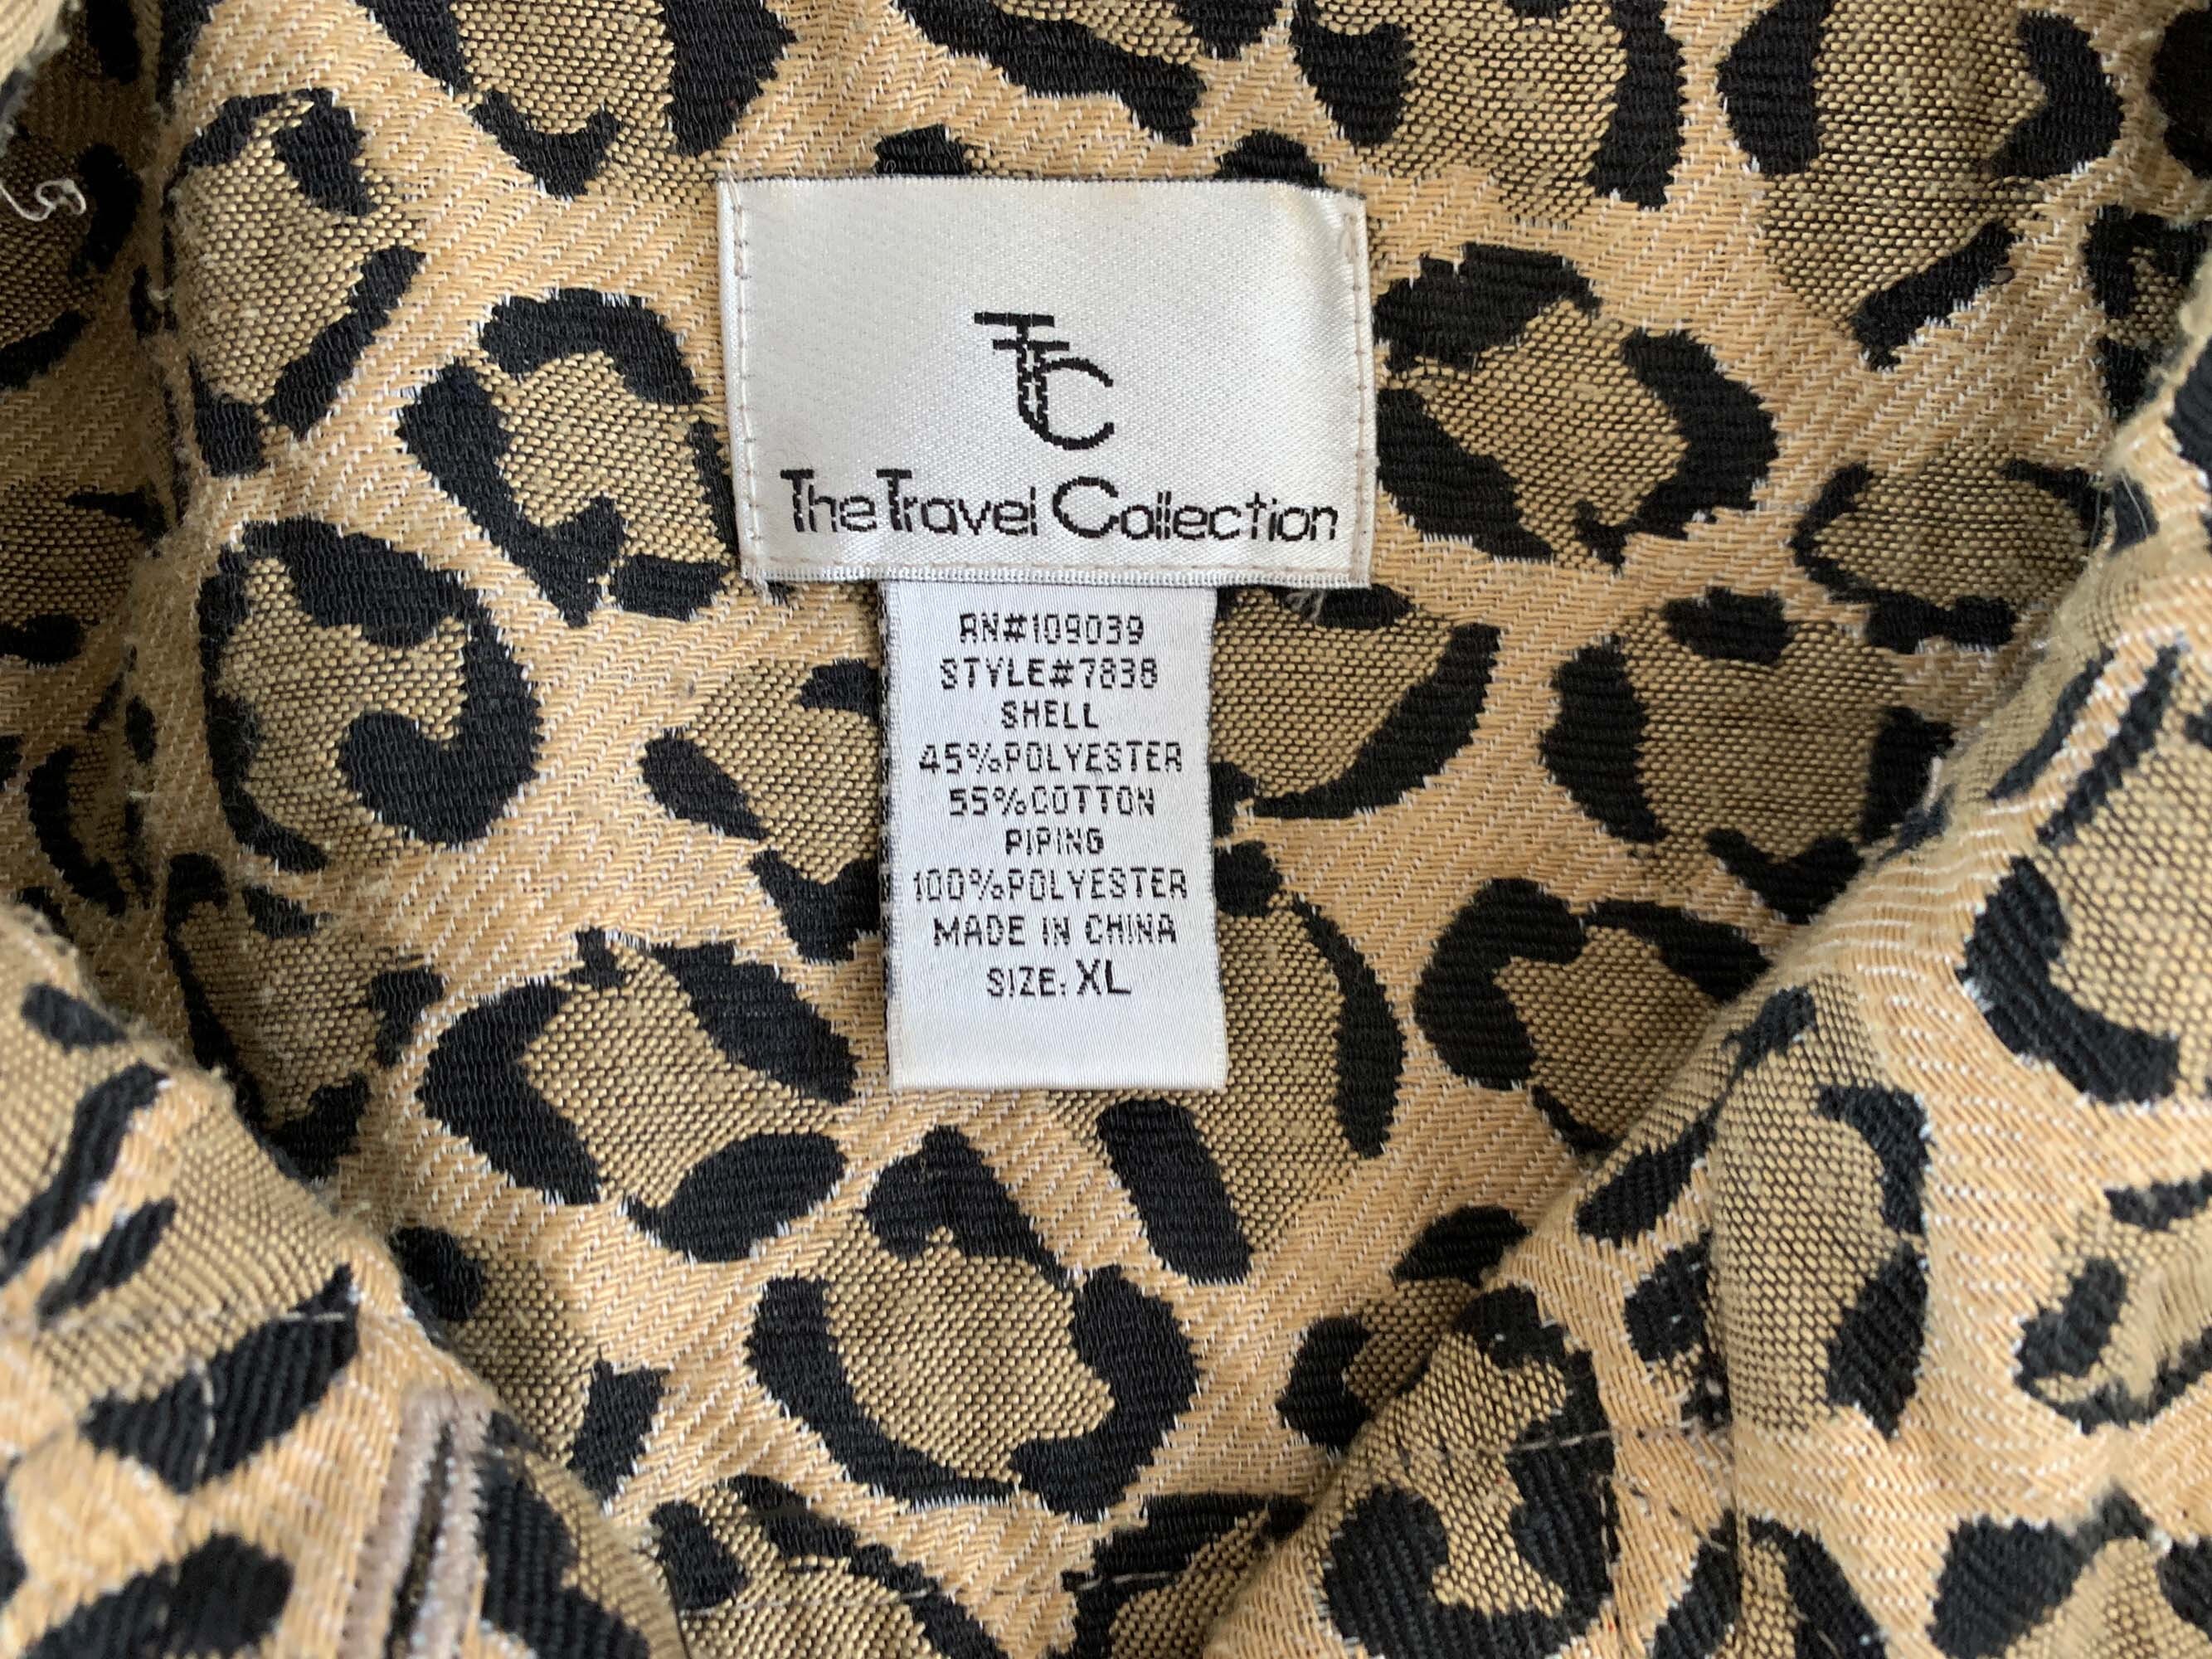 TTC
The Travel Collection
RN#109039
STYLE#7838
SHELL
45%POLYESTER
55%COTTON
PIPING
100%POLYESTER
MADE IN CHINA
SIZE: XL